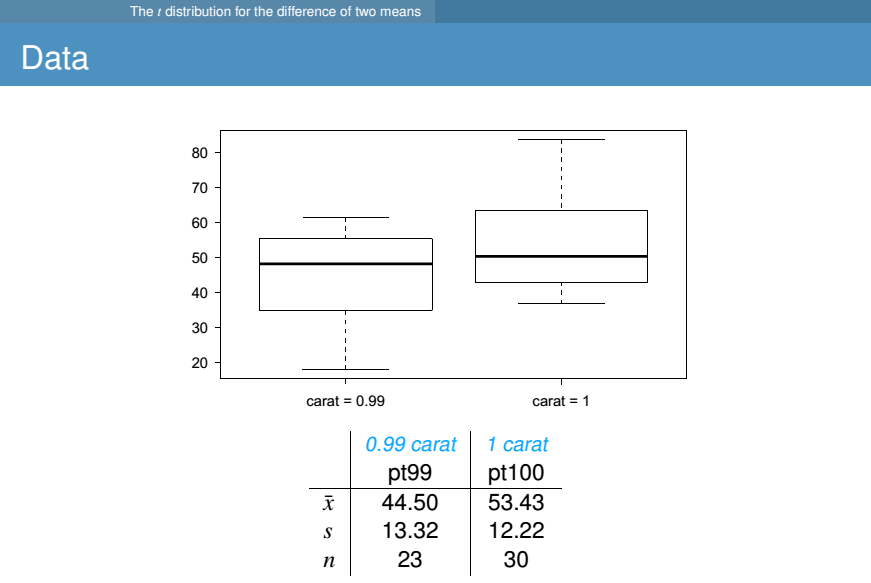 The t distribution for the difference of two means
Data
80
70
60
50
40
30
20
carat = 0.99 carat = 1
0.99 carat 1 carat
pt99 pt100
x̄ 44.50 53.43
s 13.32 12.22
n 23 30